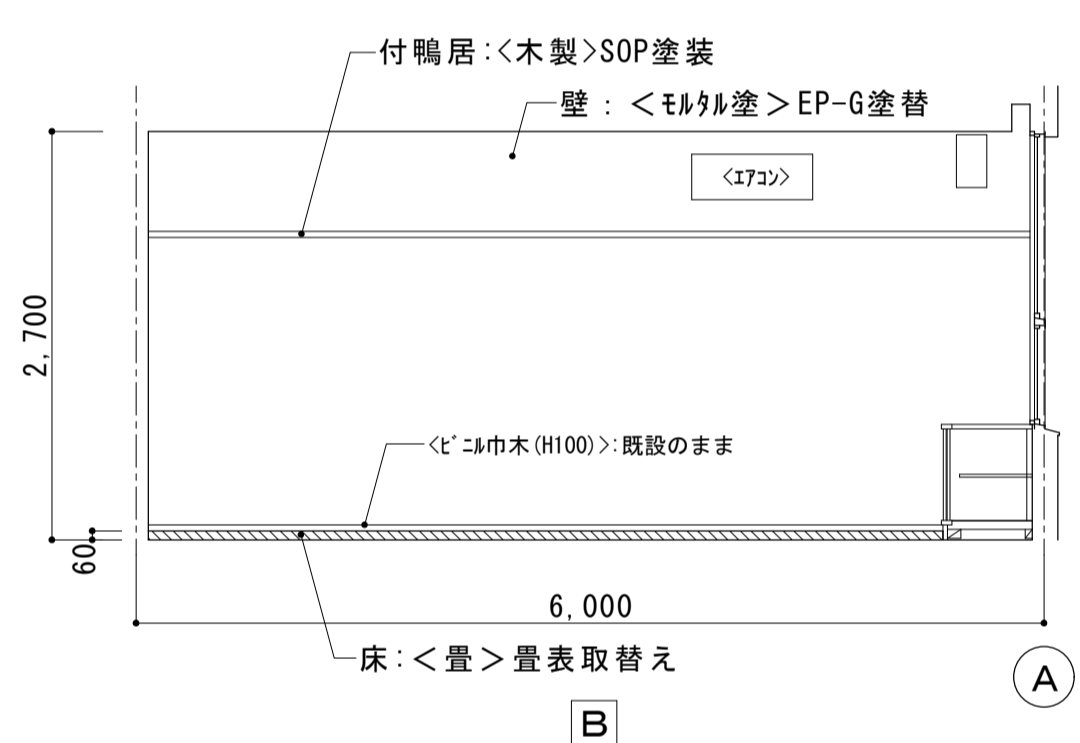 付鴨居:<木製>SOP塗装
壁:<モルタル塗>EP-G塗替
<エアコン>
2,700
<ビニル巾木(H100)>:既設のまま
60
6,000
床:<畳>畳表取替え
A
B